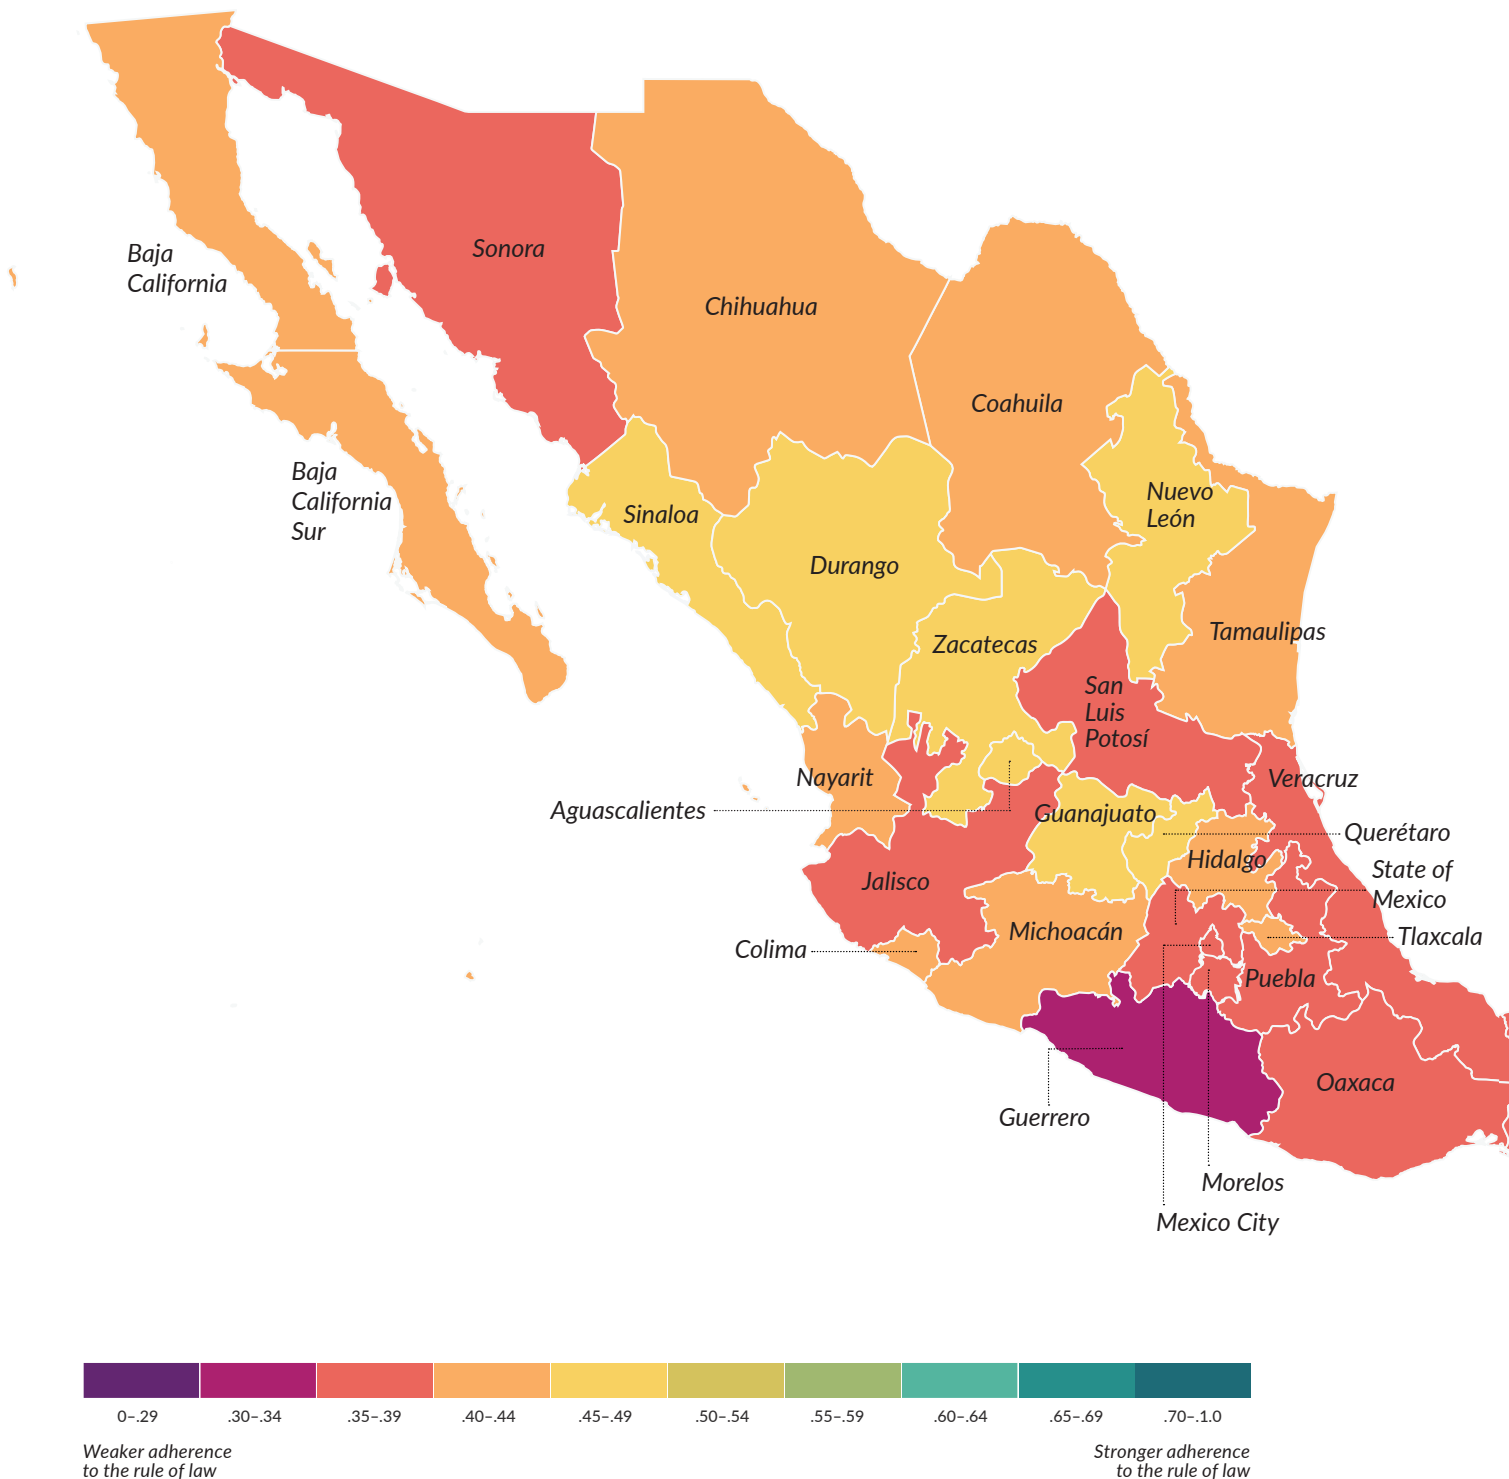 Baja
California
Sonora
Chihuahua
Coahuila
Baja
California
Sur
Sinaloa
Nuevo
León
Durango
Tamaulipas
Zacatecas
San
Luis
Potosí
Nayarit
Veracruz
Aguascalientes
Guanajuato
Querétaro
Hidalgo
State of
Mexico
Jalisco
Michoacán
Tlaxcala
Colima
Puebla
Oaxaca
Guerrero
Morelos
Mexico City
0–.29
.30–.34
.35–.39
.40–.44
.45–.49
.50–.54
.55–.59
.60–.64
.65–.69
.70–.1.0
Weaker adherence
to the rule of law
Stronger adherence
to the rule of law